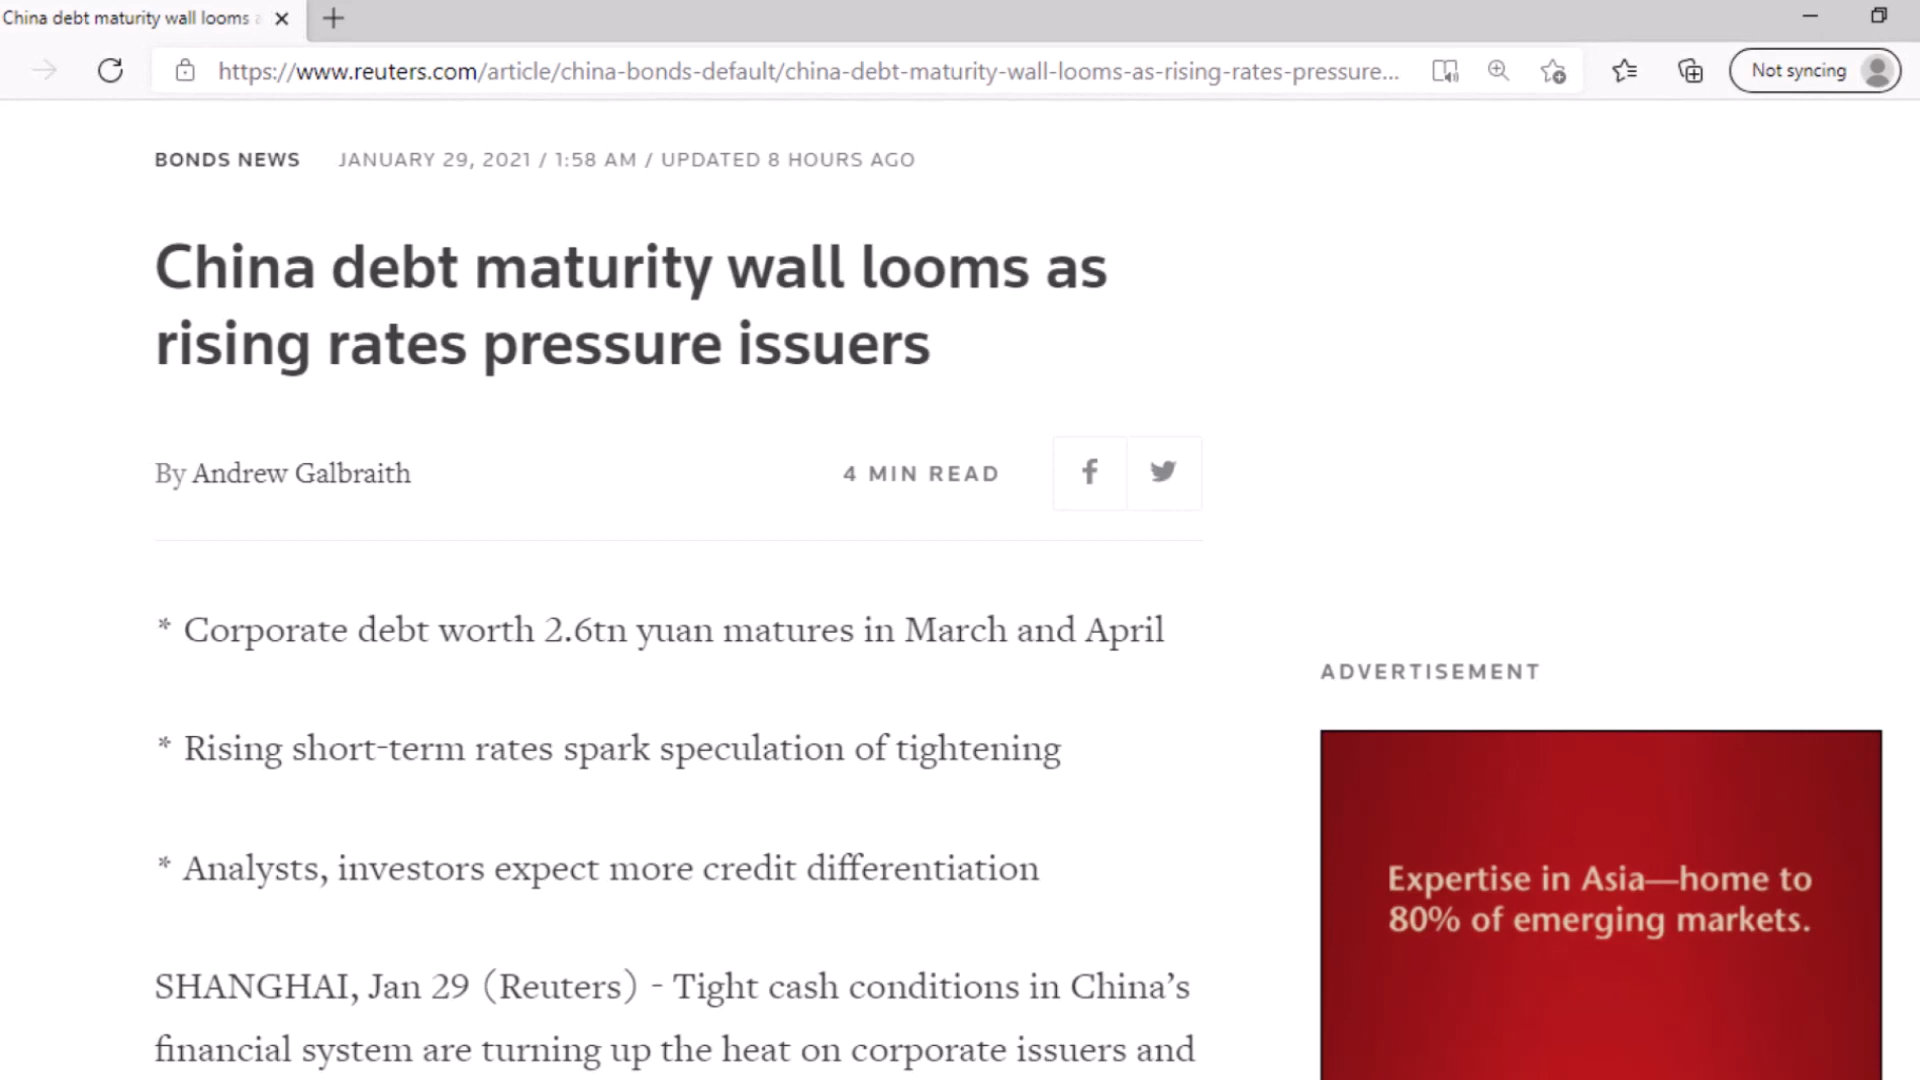 China debt maturity wall looms
https://www.reuters.com/article/china-bonds-default/china-debt-maturity-wall-looms-as-rising-rates-pressure...
Not syncing
BONDS NEWS JANUARY 29, 2021 / 1:58 AM / UPDATED 8 HOURS AGO
China debt maturity wall looms as
rising rates pressure issuers
By Andrew Galbraith
4 MIN READ
* Corporate debt worth 2.6tn yuan matures in March and April
* Rising short-term rates spark speculation of tightening
* Analysts, investors expect more credit differentiation
SHANGHAI, Jan 29 (Reuters) - Tight cash conditions in China’s
financial system are turning up the heat on corporate issuers and
ADVERTISEMENT
Expertise in Asia—home to
80% of emerging markets.